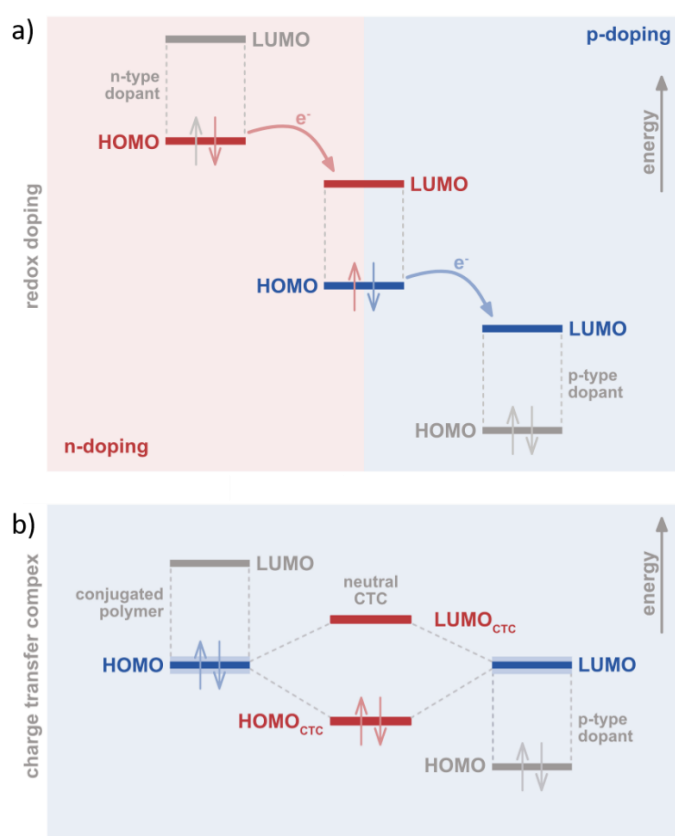 a)
redox doping
LUMO
p-doping
n-type
dopant
energy
HOMO
e-
LUMO
HOMO
e-
LUMO
p-type
dopant
HOMO
n-doping
b)
charge transfer compex
LUMO
energy
conjugated
polymer
neutral
CTC
LUMOCTC
HOMO
LUMO
HOMOCTC
p-type
dopant
HOMO